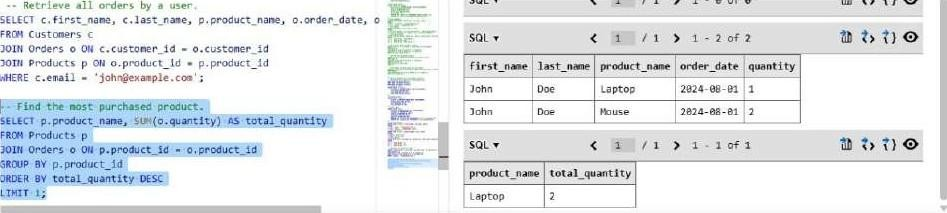 -- Retrieve all orders by a user.
SELECT c.first_name, c.last_name, p.product_name, o.order_date, o
FROM Customers c
JOIN Orders o ON c.customer_id = o.customer_id
JOIN Products p ON o.product_id = p.product_id
WHERE c.email = 'john@example.com';
-- Find the most purchased product.
SELECT p.product_name, SUM(o.quantity) AS total_quantity
FROM Products p
JOIN Orders o ON p.product_id = o.product_id
GROUP BY p.product_id
ORDER BY total_quantity DESC
LIMIT 1;
SQL ▾ < 1 / 1 > 1 - 0 of 0
SQL ▾ < 1 / 1 > 1 - 2 of 2
first_name last_name product_name order_date quantity
John Doe Laptop 2024-08-01 1
John Doe Mouse 2024-08-01 2
SQL ▾ < 1 / 1 > 1 - 1 of 1
product_name total_quantity
Laptop 2